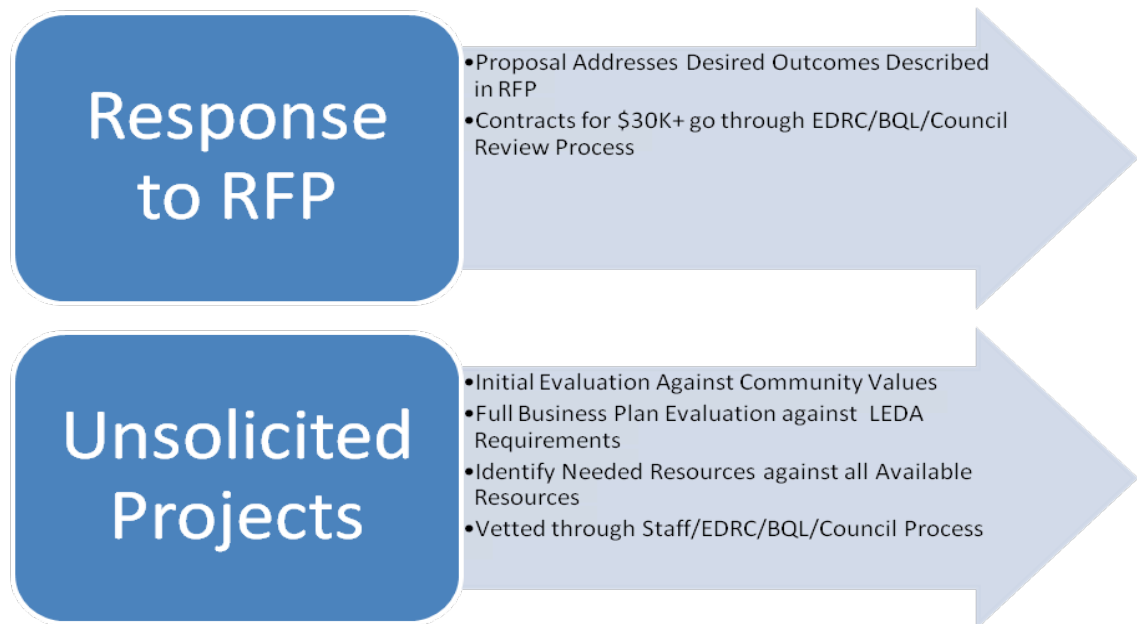 Response
to RFP
•Proposal Addresses Desired Outcomes Described
in RFP
•Contracts for $30K+ go through EDRC/BQL/Council
Review Process
Unsolicited
Projects
•Initial Evaluation Against Community Values
•Full Business Plan Evaluation against LEDA
Requirements
•Identify Needed Resources against all Available
Resources
•Vetted through Staff/EDRC/BQL/Council Process